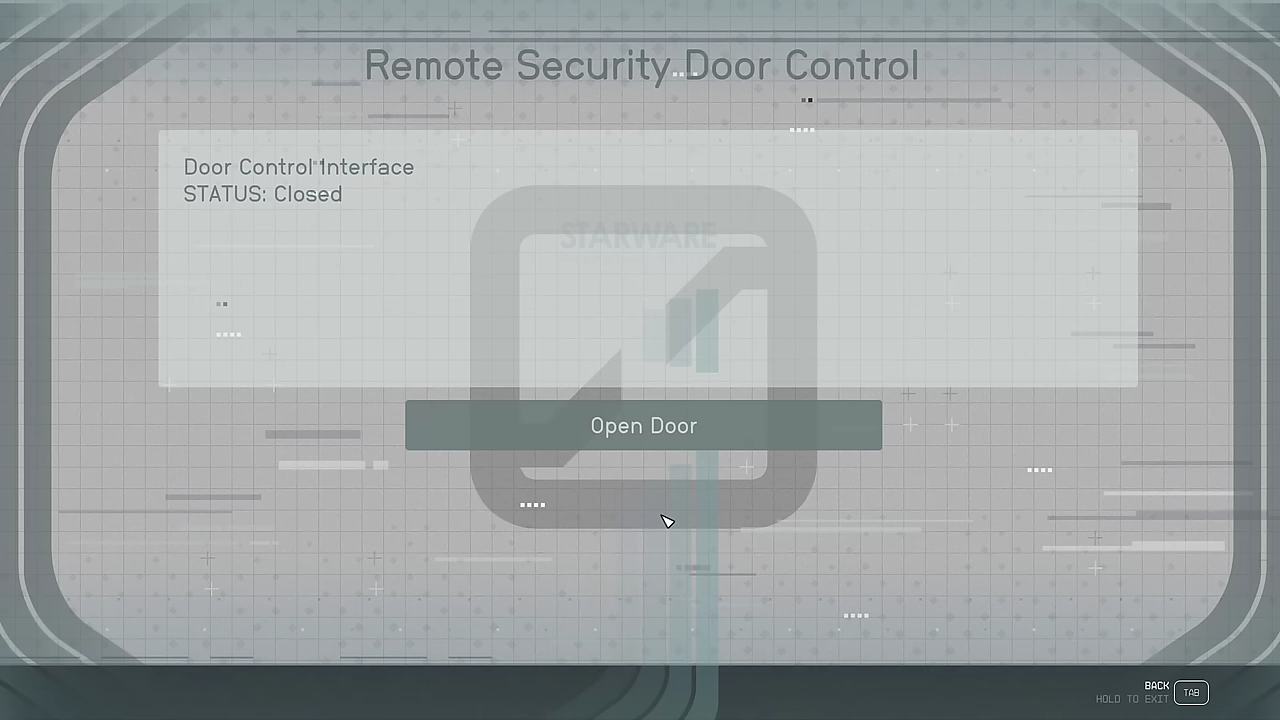 Remote Security Door Control
Door Control Interface
STATUS: Closed
STARWARE
Open Door
BACK
HOLD TO EXIT
TAB